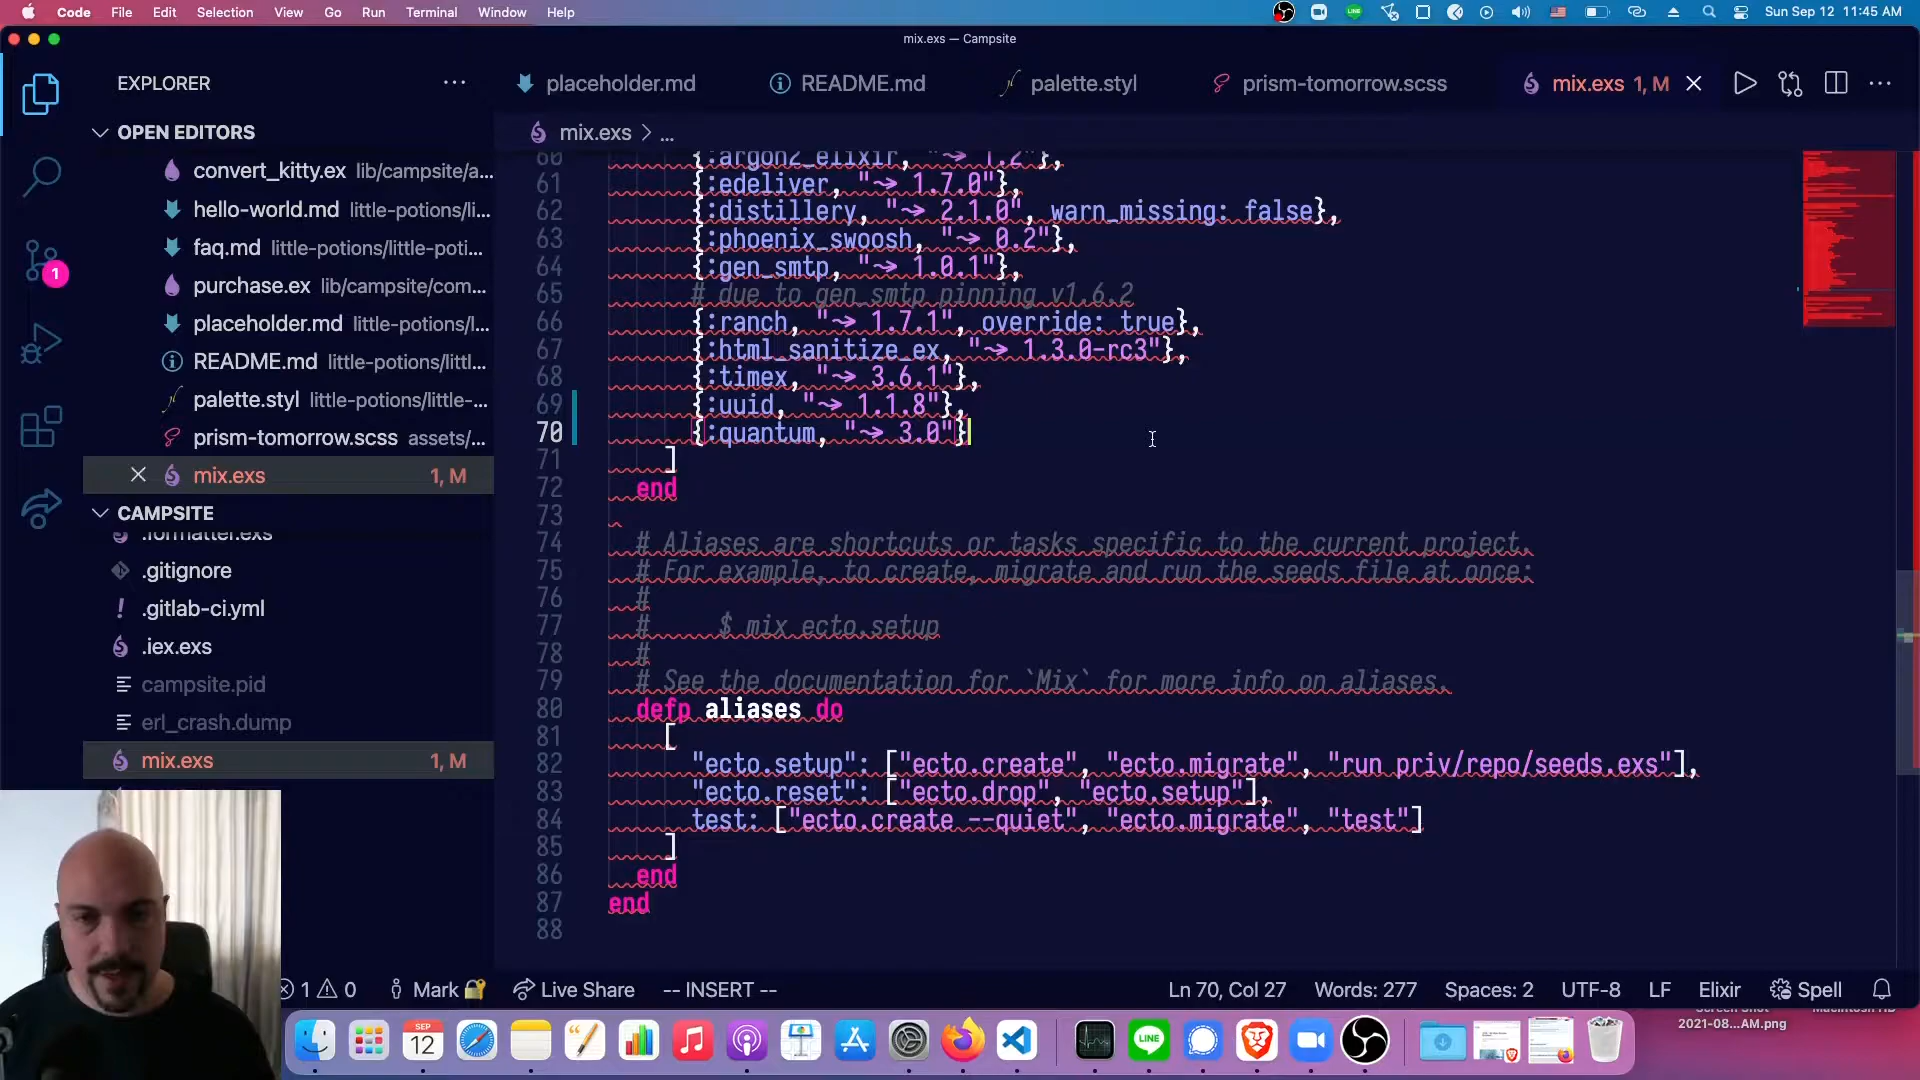 Code File Edit Selection View Go Run Terminal Window Help
Sun Sep 12 11:45 AM
mix.exs — Campsite
EXPLORER
placeholder.md
README.md
palette.styl
prism-tomorrow.scss
mix.exs 1, M
OPEN EDITORS
mix.exs > ...
convert_kitty.ex lib/campsite/a...
hello-world.md little-potions/li...
faq.md little-potions/little-poti...
purchase.ex lib/campsite/com...
placeholder.md little-potions/l...
README.md little-potions/littl...
palette.styl little-potions/little-...
prism-tomorrow.scss assets/...
mix.exs 1, M
CAMPSITE
.formatter.exs
.gitignore
.gitlab-ci.yml
.iex.exs
campsite.pid
erl_crash.dump
mix.exs 1, M
1
60 {:argon2_elixir, "~> 1.2"},
61 {:edeliver, "~> 1.7.0"},
62 {:distillery, "~> 2.1.0", warn_missing: false},
63 {:phoenix_swoosh, "~> 0.2"},
64 {:gen_smtp, "~> 1.0.1"},
65 # due to gen_smtp pinning v1.6.2
66 {:ranch, "~> 1.7.1", override: true},
67 {:html_sanitize_ex, "~> 1.3.0-rc3"},
68 {:timex, "~> 3.6.1"},
69 {:uuid, "~> 1.1.8"},
70 {:quantum, "~> 3.0"}
71 ]
72 end
73
74 # Aliases are shortcuts or tasks specific to the current project.
75 # For example, to create, migrate and run the seeds file at once:
76 #
77 # $ mix ecto.setup
78 #
79 # See the documentation for `Mix` for more info on aliases.
80 defp aliases do
81 [
82 "ecto.setup": ["ecto.create", "ecto.migrate", "run priv/repo/seeds.exs"],
83 "ecto.reset": ["ecto.drop", "ecto.setup"],
84 test: ["ecto.create --quiet", "ecto.migrate", "test"]
85 ]
86 end
87 end
88
1 0 Mark Live Share -- INSERT -- Ln 70, Col 27 Words: 277 Spaces: 2 UTF-8 LF Elixir Spell
SEP
12
LINE
2021-08...AM.png